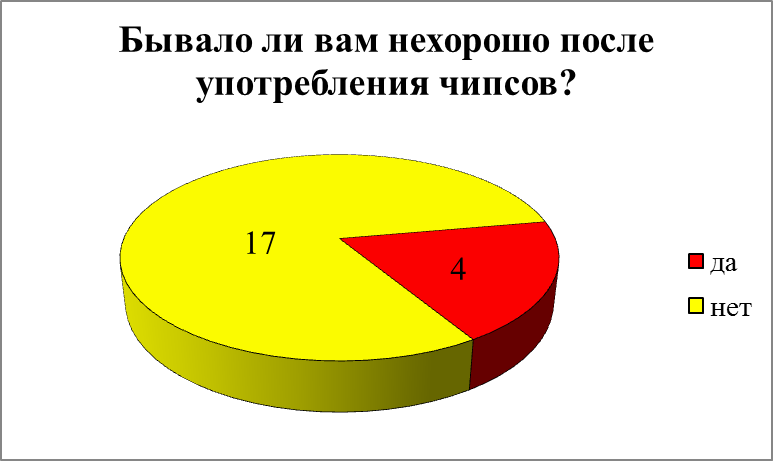 Бывало ли вам нехорошо после
употребления чипсов?
17
4
да
нет